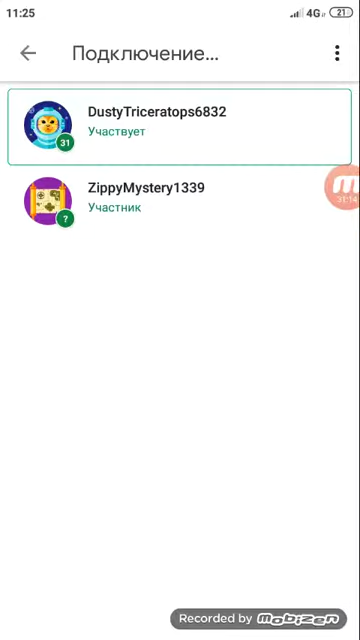 11:25
4G
21
Подключение...
DustyTriceratops6832
Участвует
31
ZippyMystery1339
Участник
?
31:14
Recorded by mobizen